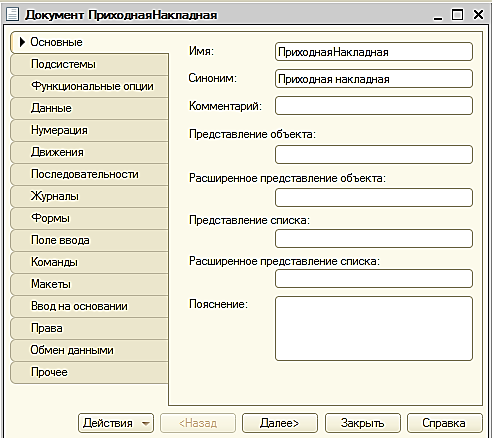 Документ ПриходнаяНакладная
Основные
Подсистемы
Функциональные опции
Данные
Нумерация
Движения
Последовательности
Журналы
Формы
Поле ввода
Команды
Макеты
Ввод на основании
Права
Обмен данными
Прочее
Имя: ПриходнаяНакладная
Синоним: Приходная накладная
Комментарий:
Представление объекта:
Расширенное представление объекта:
Представление списка:
Расширенное представление списка:
Пояснение:
Действия <Назад Далее> Закрыть Справка